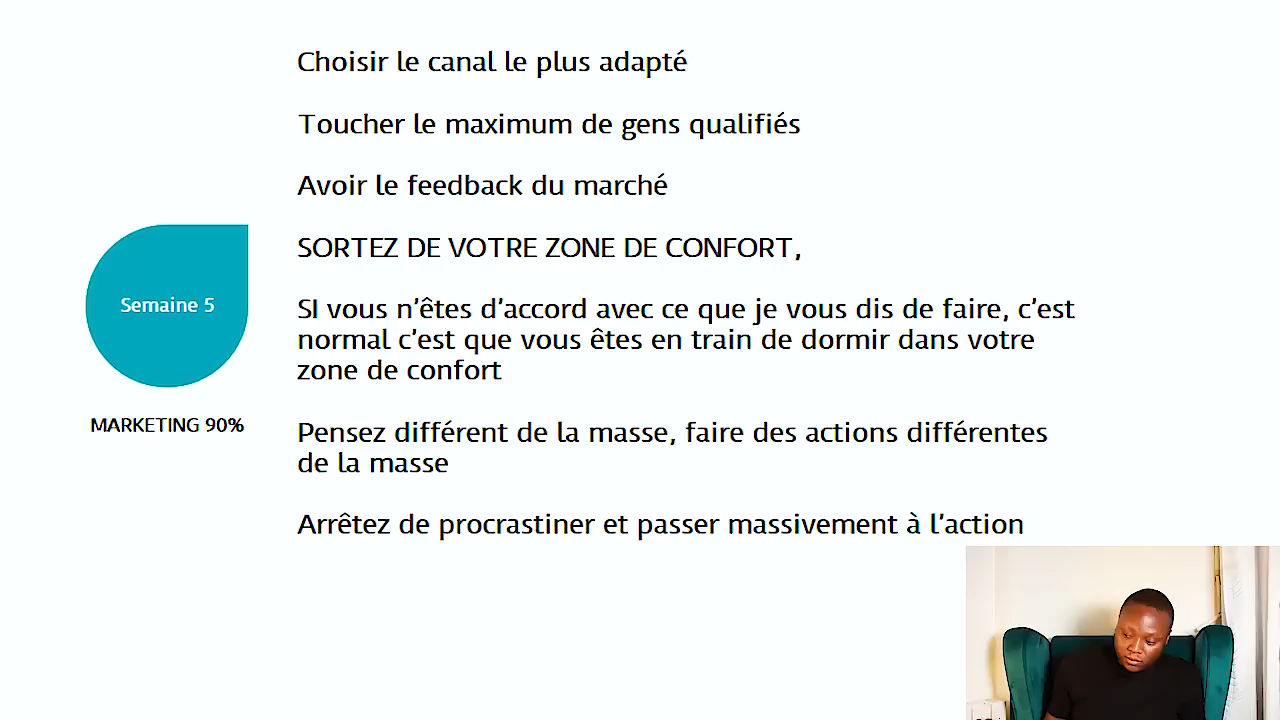 Choisir le canal le plus adapté
Toucher le maximum de gens qualifiés
Avoir le feedback du marché
SORTEZ DE VOTRE ZONE DE CONFORT,
SI vous n’êtes d’accord avec ce que je vous dis de faire, c’est
normal c’est que vous êtes en train de dormir dans votre
zone de confort
Pensez différent de la masse, faire des actions différentes
de la masse
Arrêtez de procrastiner et passer massivement à l’action
Semaine 5
MARKETING 90%